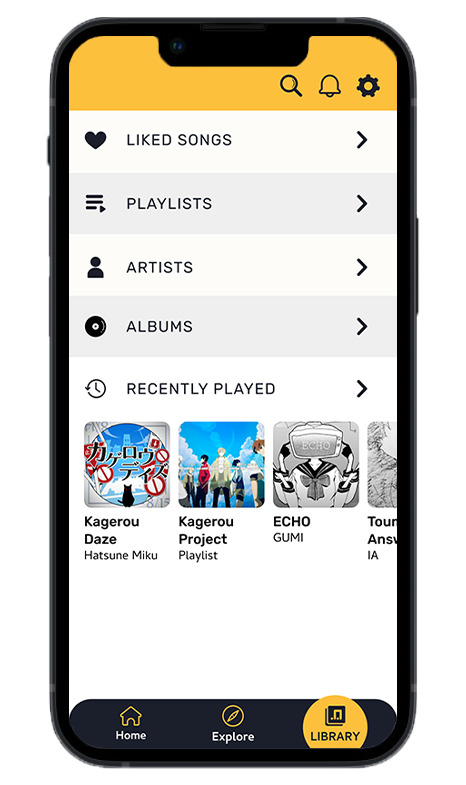 LIKED SONGS
PLAYLISTS
ARTISTS
ALBUMS
RECENTLY PLAYED
カゲロウ
デイズ
ECHO
Kagerou
Daze
Hatsune Miku
Kagerou
Project
Playlist
ECHO
GUMI
Toum
Answ
IA
Home
Explore
LIBRARY